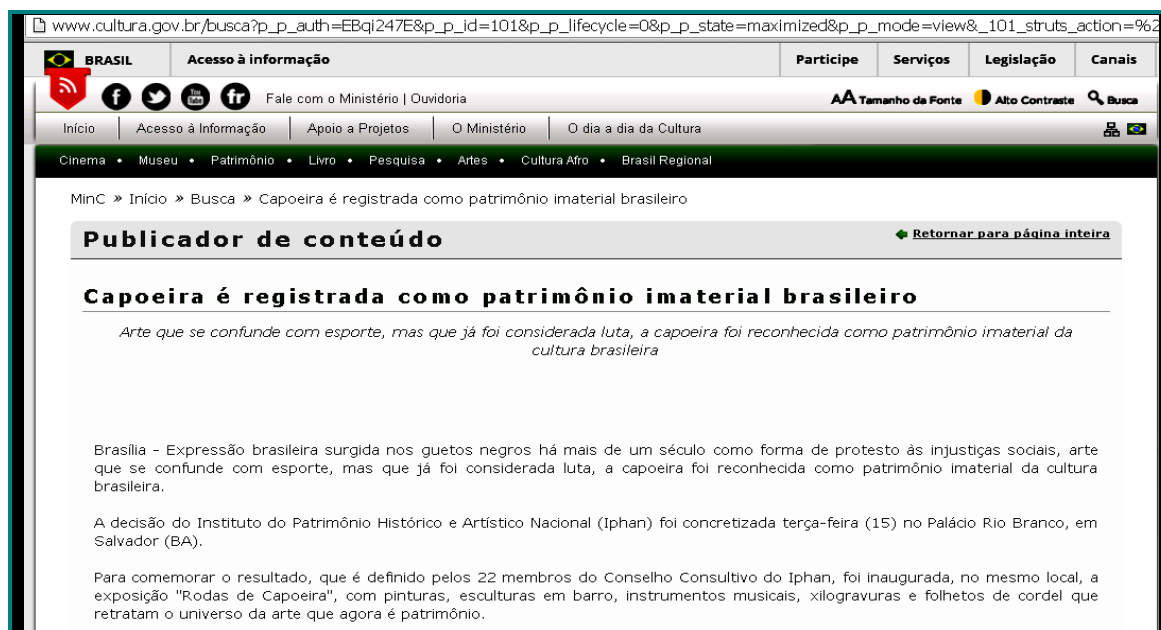 www.cultura.gov.br/busca?p_p_auth=EBqi247E&p_p_id=101&p_p_lifecycle=0&p_p_state=maximized&p_p_mode=view&_101_struts_action=%2
BRASIL Acesso à informação Participe Serviços Legislação Canais
Fale com o Ministério | Ouvidoria AA Tamanho da Fonte Alto Contraste Busca
Início Acesso à Informação Apoio a Projetos O Ministério O dia a dia da Cultura
Cinema • Museu • Patrimônio • Livro • Pesquisa • Artes • Cultura Afro • Brasil Regional
MinC » Início » Busca » Capoeira é registrada como patrimônio imaterial brasileiro
Publicador de conteúdo Retornar para página inteira
Capoeira é registrada como patrimônio imaterial brasileiro
Arte que se confunde com esporte, mas que já foi considerada luta, a capoeira foi reconhecida como patrimônio imaterial da
cultura brasileira
Brasília - Expressão brasileira surgida nos guetos negros há mais de um século como forma de protesto às injustiças sociais, arte
que se confunde com esporte, mas que já foi considerada luta, a capoeira foi reconhecida como patrimônio imaterial da cultura
brasileira.
A decisão do Instituto do Patrimônio Histórico e Artístico Nacional (Iphan) foi concretizada terça-feira (15) no Palácio Rio Branco, em
Salvador (BA).
Para comemorar o resultado, que é definido pelos 22 membros do Conselho Consultivo do Iphan, foi inaugurada, no mesmo local, a
exposição "Rodas de Capoeira", com pinturas, esculturas em barro, instrumentos musicais, xilogravuras e folhetos de cordel que
retratam o universo da arte que agora é patrimônio.